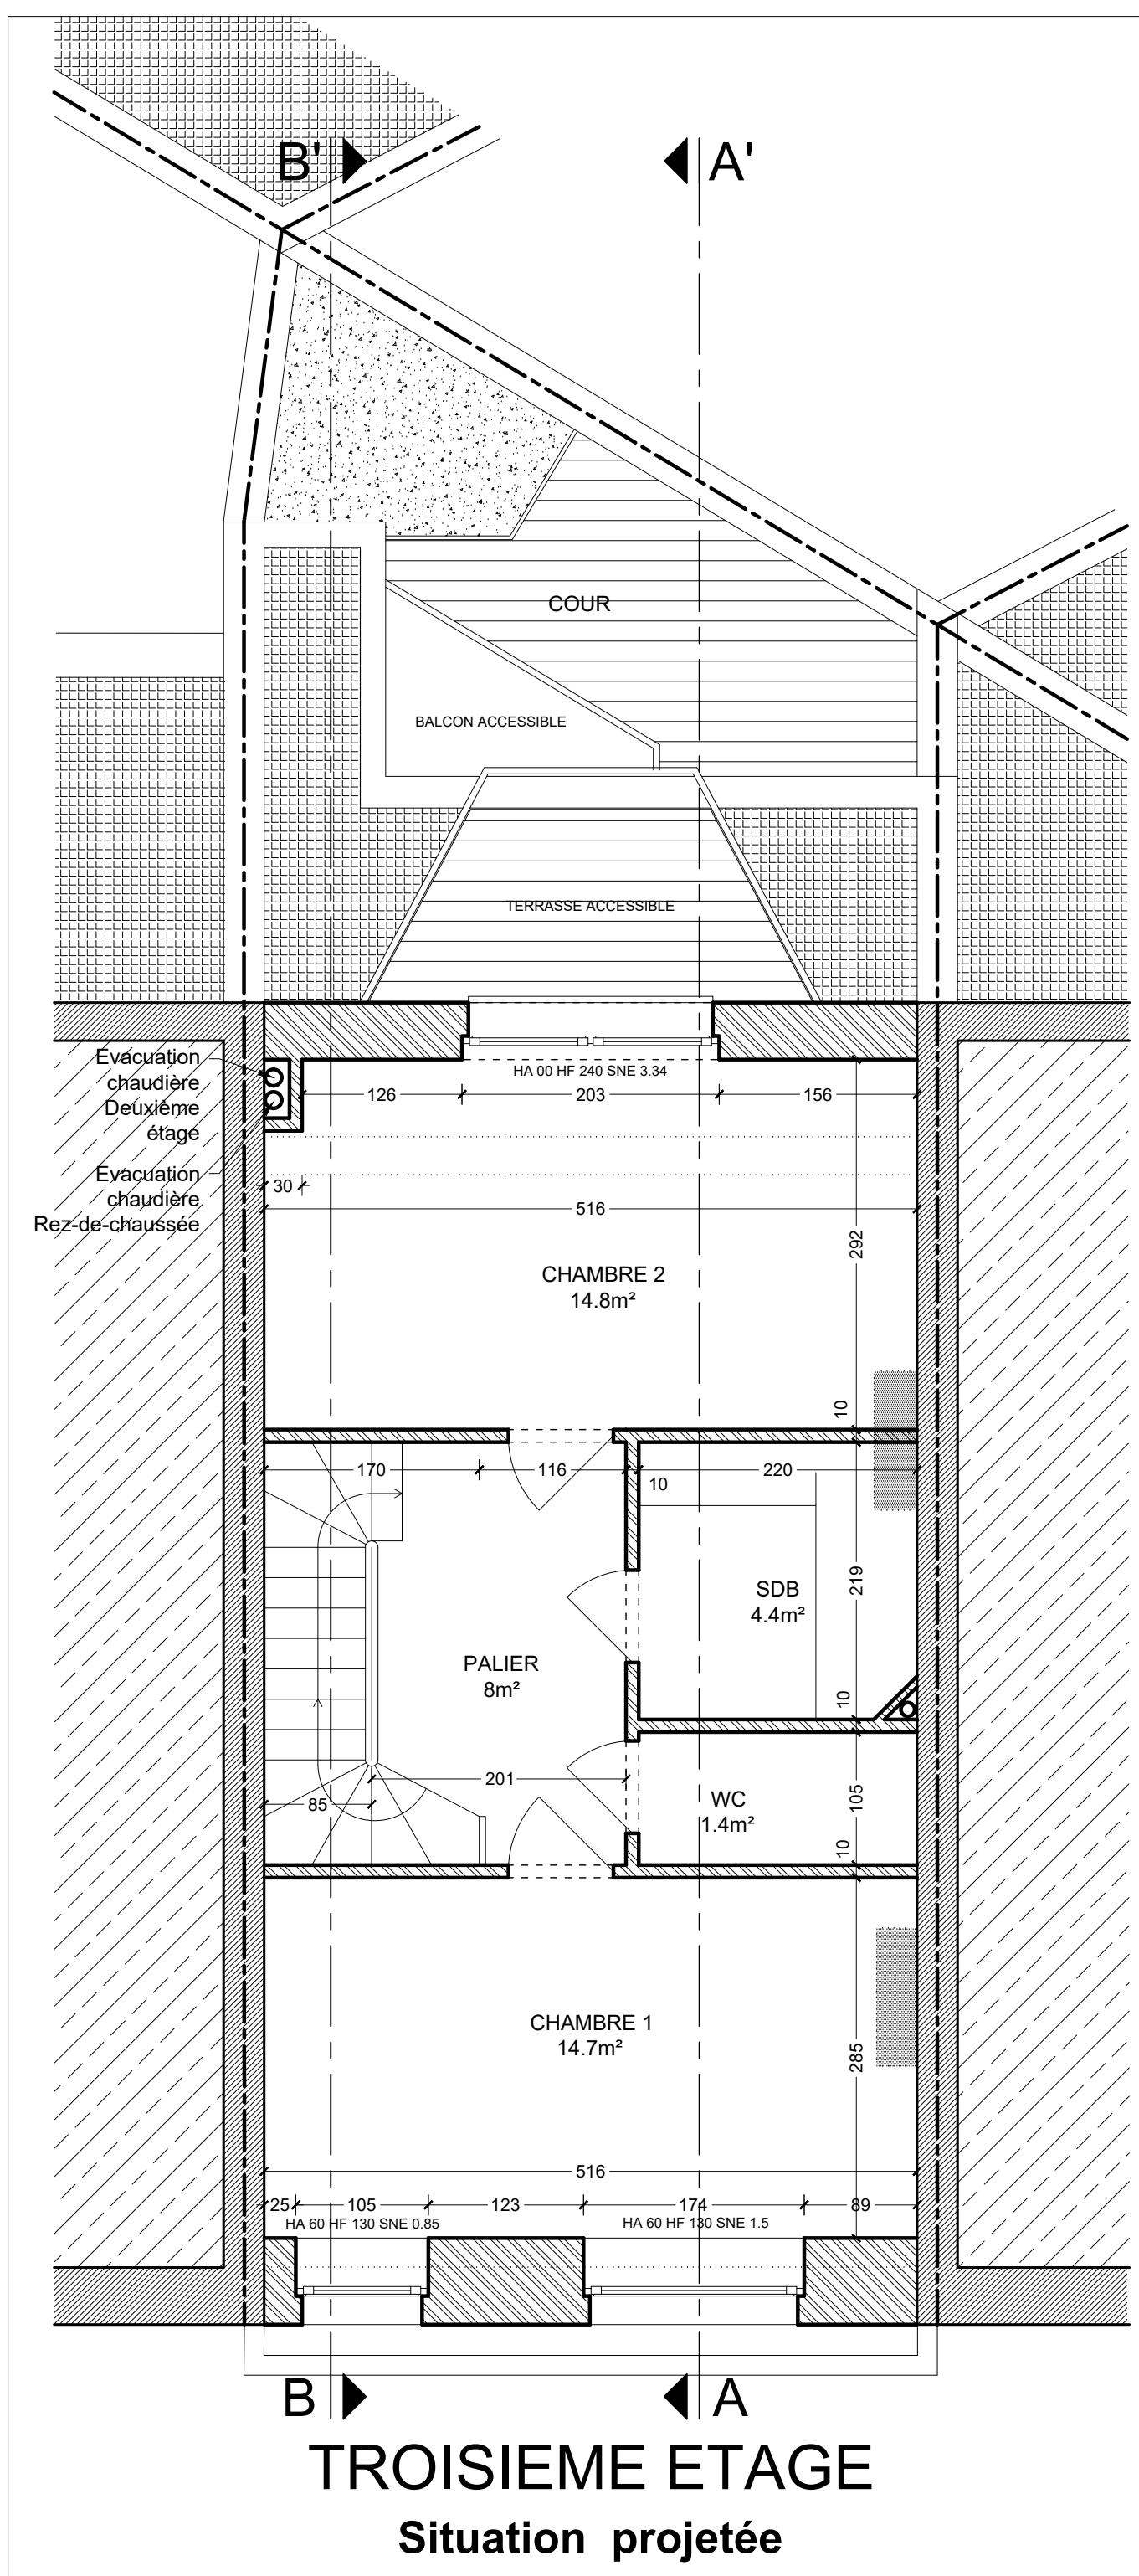 B'
A'
COUR
BALCON ACCESSIBLE
TERRASSE ACCESSIBLE
Evacuation
chaudière
Deuxième
étage
Evacuation
chaudière
Rez-de-chaussée
HA 00 HF 240 SNE 3.34
126
203
156
30
516
292
CHAMBRE 2
14.8m²
10
170
116
10
220
SDB
4.4m²
219
PALIER
8m²
10
201
85
WC
1.4m²
105
10
CHAMBRE 1
14.7m²
285
516
25
105
123
174
89
HA 60 HF 130 SNE 0.85
HA 60 HF 130 SNE 1.5
B
A
TROISIEME ETAGE
Situation projetée